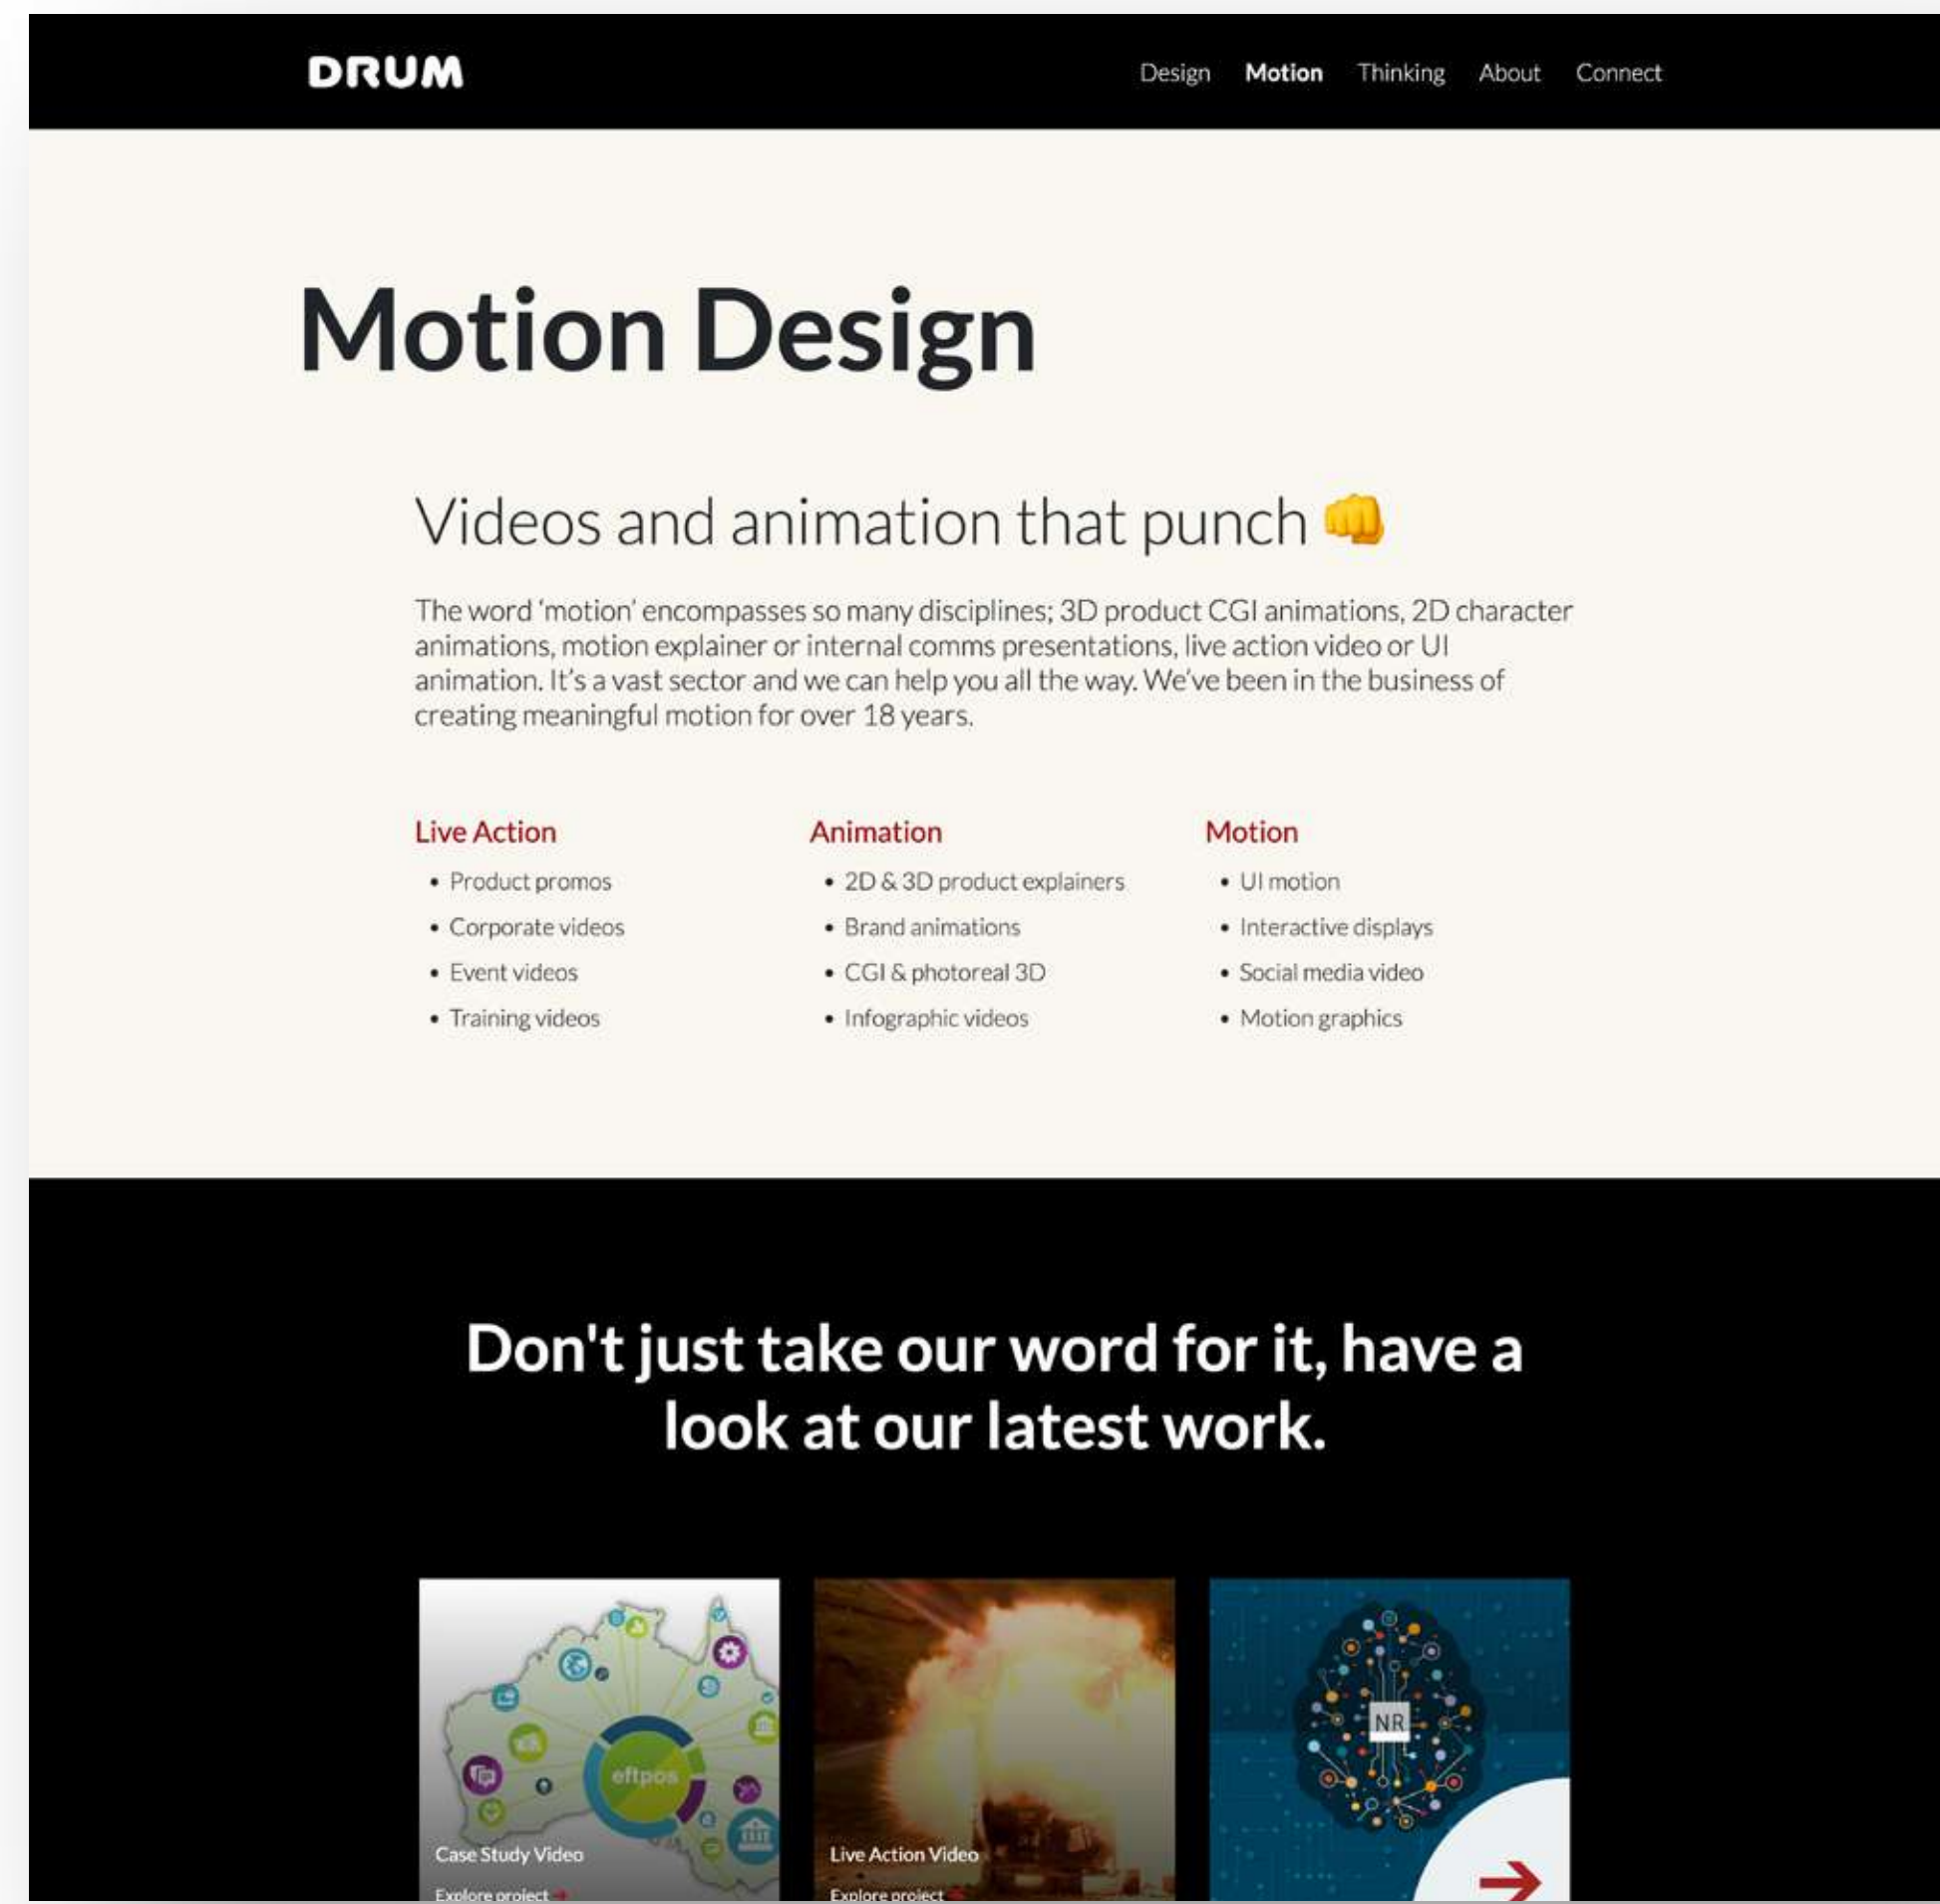 DRUM
Design Motion Thinking About Connect
Motion Design
Videos and animation that punch 👊
The word ‘motion’ encompasses so many disciplines; 3D product CGI animations, 2D character
animations, motion explainer or internal comms presentations, live action video or UI
animation. It’s a vast sector and we can help you all the way. We’ve been in the business of
creating meaningful motion for over 18 years.
Live Action
• Product promos
• Corporate videos
• Event videos
• Training videos
Animation
• 2D & 3D product explainers
• Brand animations
• CGI & photoreal 3D
• Infographic videos
Motion
• UI motion
• Interactive displays
• Social media video
• Motion graphics
Don't just take our word for it, have a
look at our latest work.
eftpos
Case Study Video
Explore project →
Live Action Video
Explore project →
NR